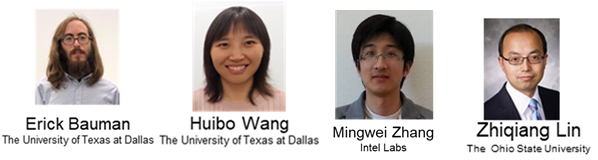 Erick Bauman
The University of Texas at Dallas
Huibo Wang
The University of Texas at Dallas
Mingwei Zhang
Intel Labs
Zhiqiang Lin
The Ohio State University